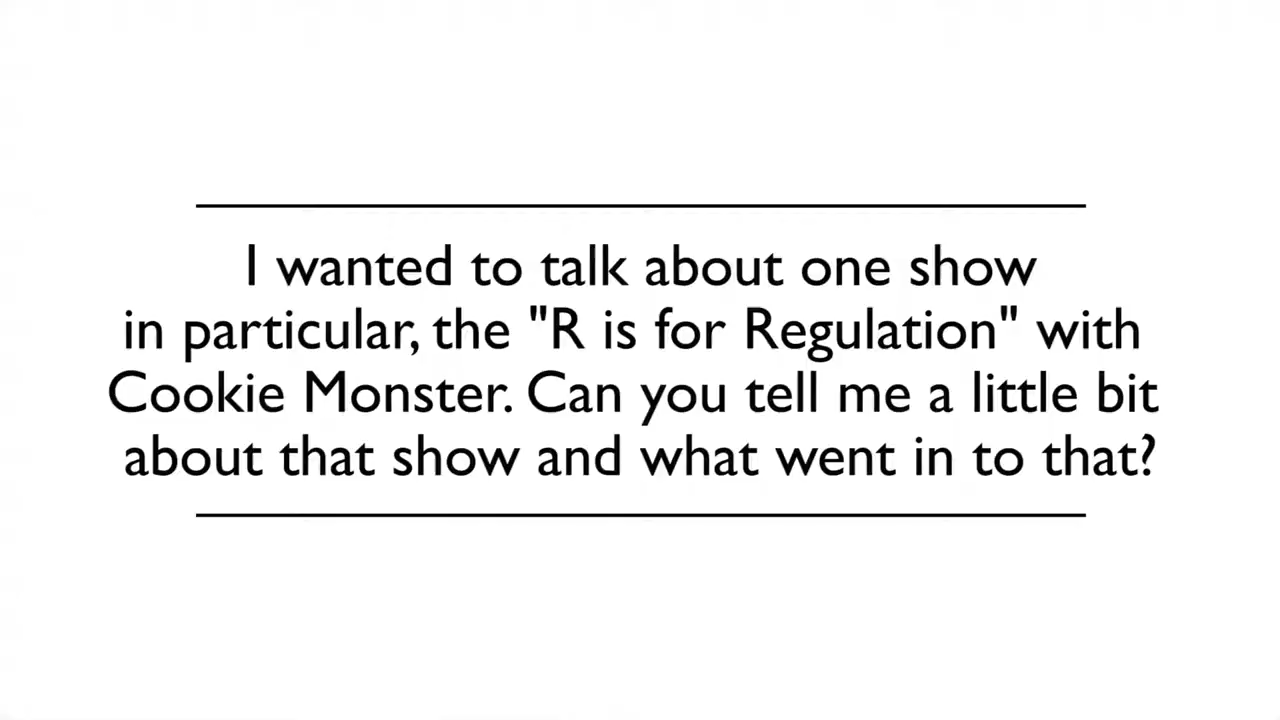 I wanted to talk about one show
in particular, the "R is for Regulation" with
Cookie Monster. Can you tell me a little bit
about that show and what went in to that?